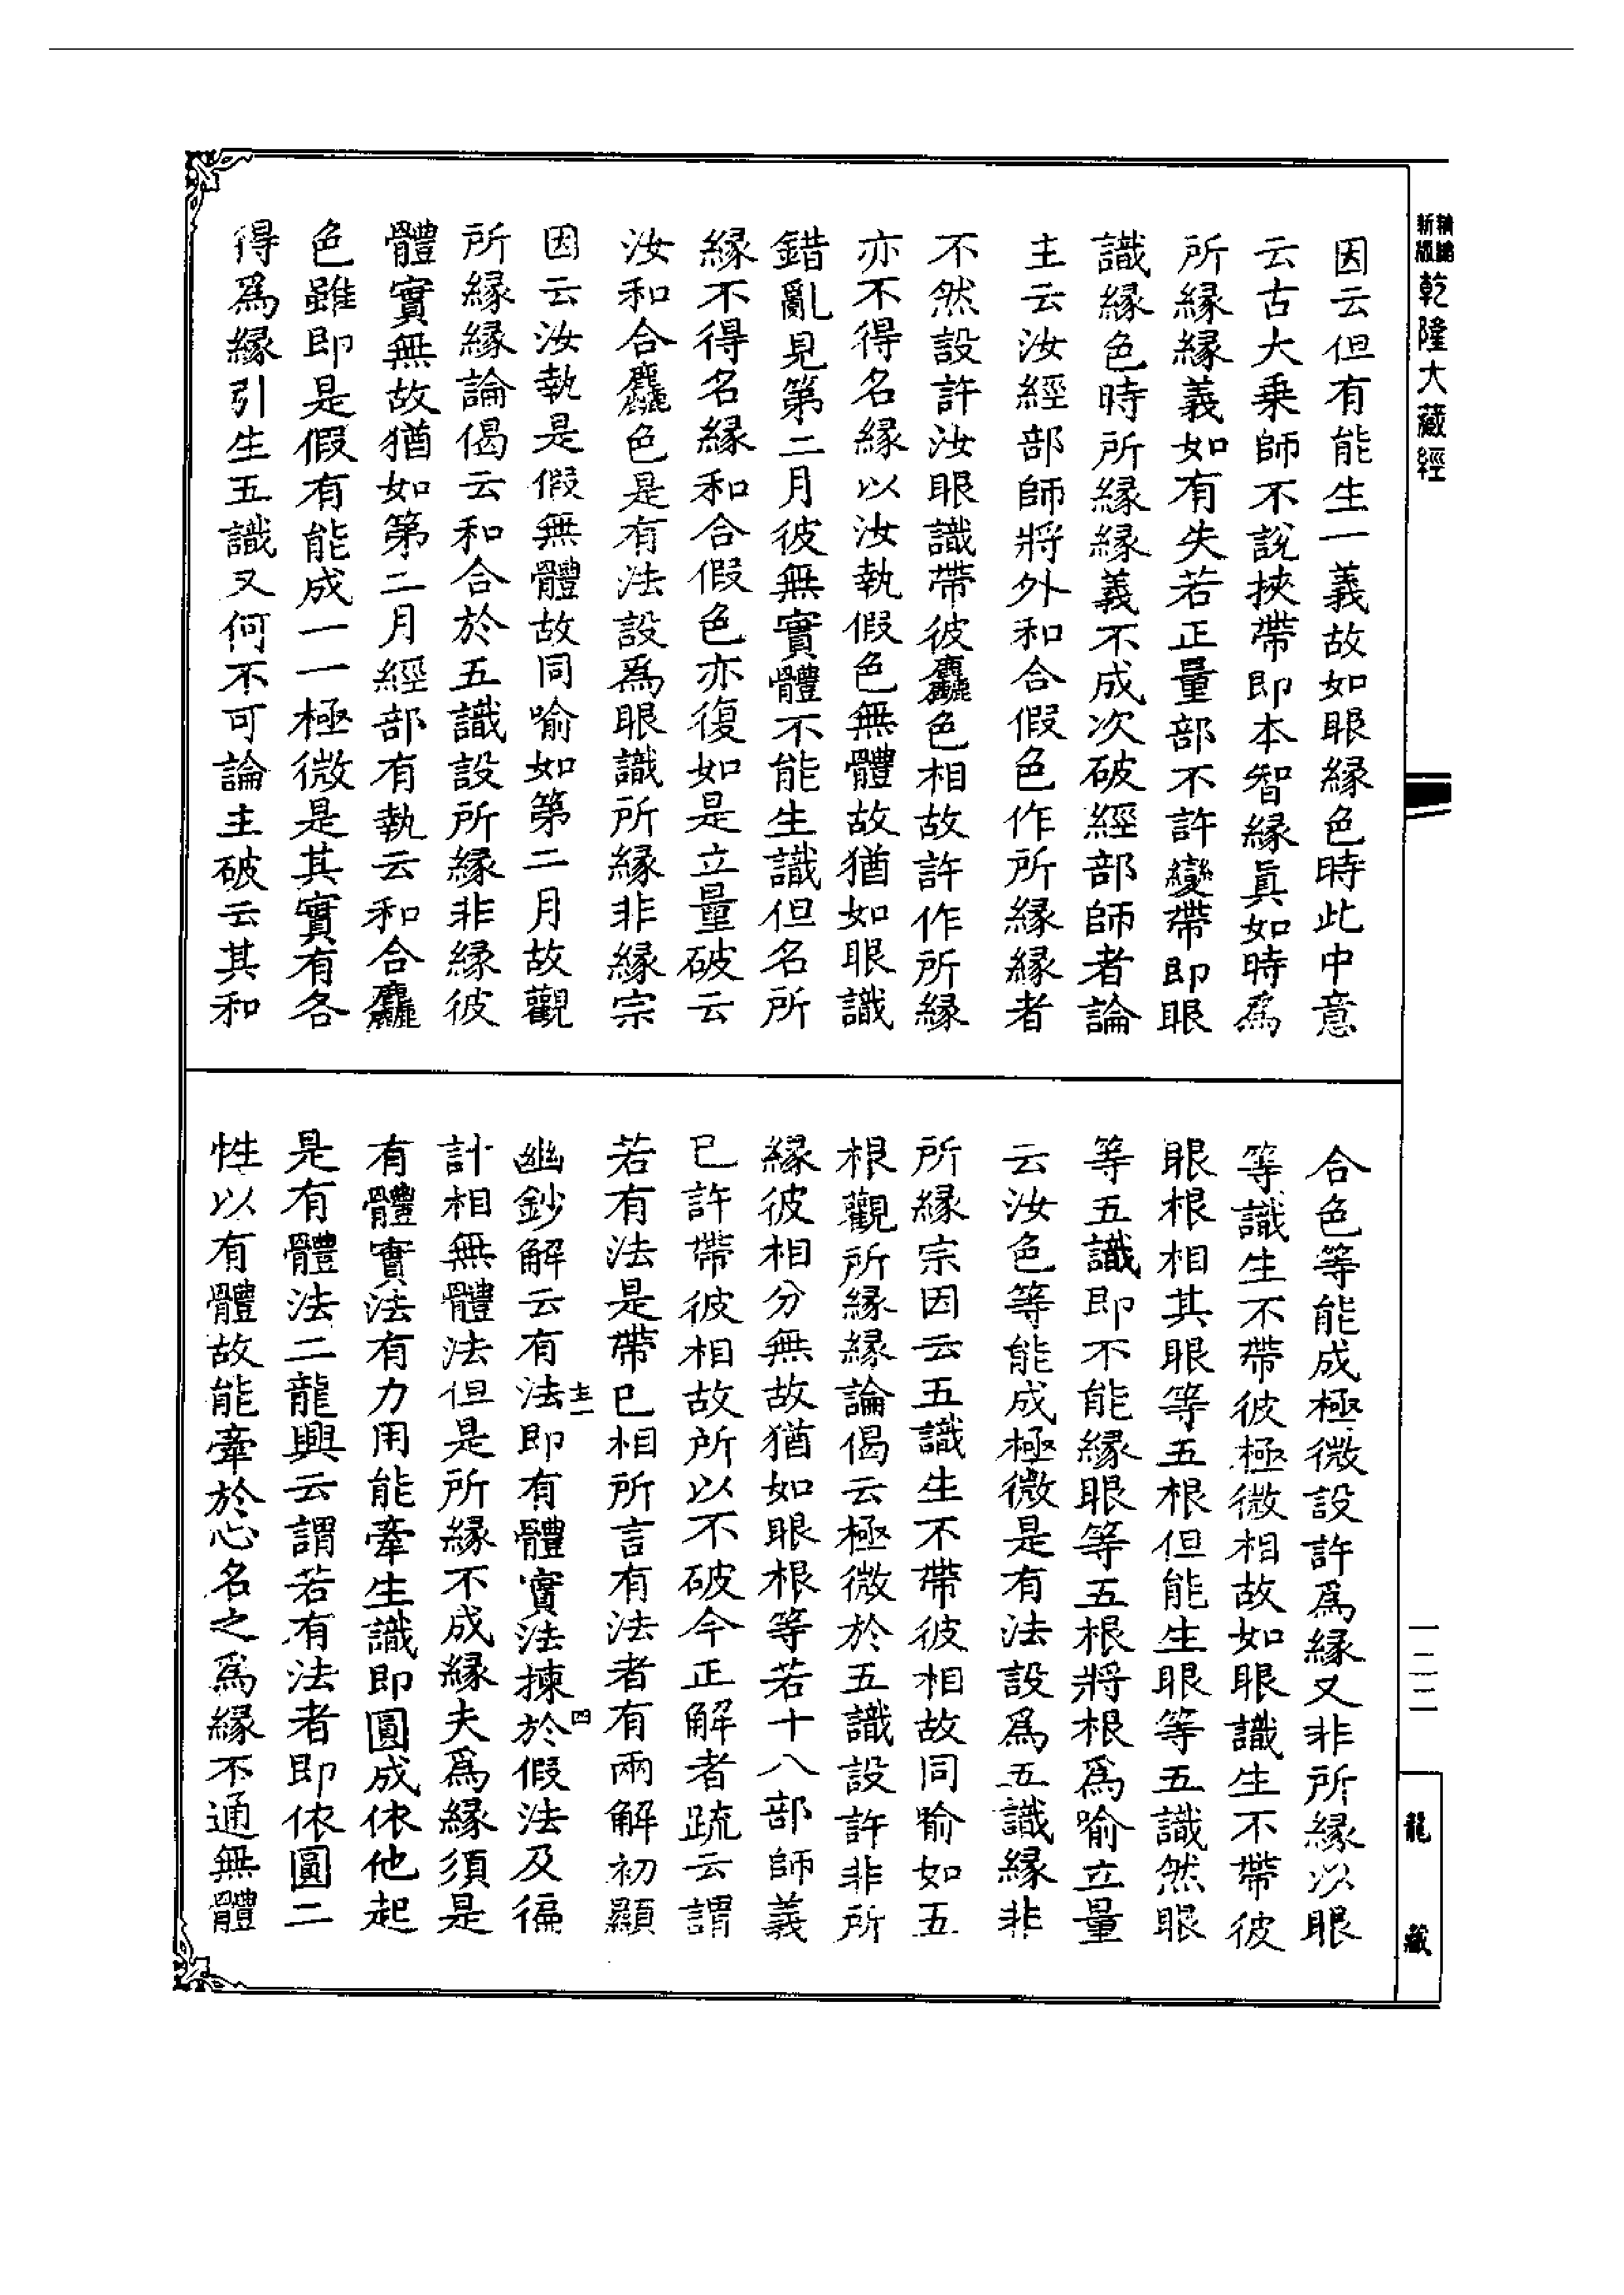 精編
新版
乾隆大藏經
因云但有能生一義故如眼緣色時此中意
云古大乗師不說挾帶即本智緣眞如時爲
所緣緣義如有失若正量部不許變帶即眼
識緣色時所緣緣義不成次破經部師者論
主云汝經部師將外和合假色作所緣緣者
不然設許汝眼識帶彼麤色相故許作所緣
亦不得名緣以汝執假色無體故猶如眼識
錯亂見第二月彼無實體不能生識但名所
緣不得名緣和合假色亦復如是立量破云
汝和合麤色是有法設爲眼識所緣非緣宗
因云汝執是假無體故同喻如第二月故觀
所緣緣論偈云和合於五識設所緣非緣彼
體實無故猶如第二月經部有執云和合麤
色雖即是假有能成一一極微是其實有各
得爲緣引生五識又何不可論主破云其和
合色等能成極微設許爲緣又非所緣以眼
等識生不帶彼極微相故如眼識生不帶彼
眼根相其眼等五根但能生眼等五識然眼
等五識即不能緣眼等五根將根爲喻立量
云汝色等能成極微是有法設爲五識緣非
所緣宗因云五識生不帶彼相故同喻如五
根觀所緣緣論偈云極微於五識設許非所
緣彼相分無故猶如眼根等若十八部師義
已許帶彼相故所以不破今正解者疏云謂
若有法是帶已相所言有法者有兩解初顯
幽鈔解云有法即有體實法揀於假法及徧
計相無體法但是所緣不成緣夫爲緣須是
有體實法有力用能牽生識即圓成依他起
是有體法二龍興云謂若有法者即依圓二
性以有體故能牽於心名之爲緣不通無體
主一
四
一二二
龍藏